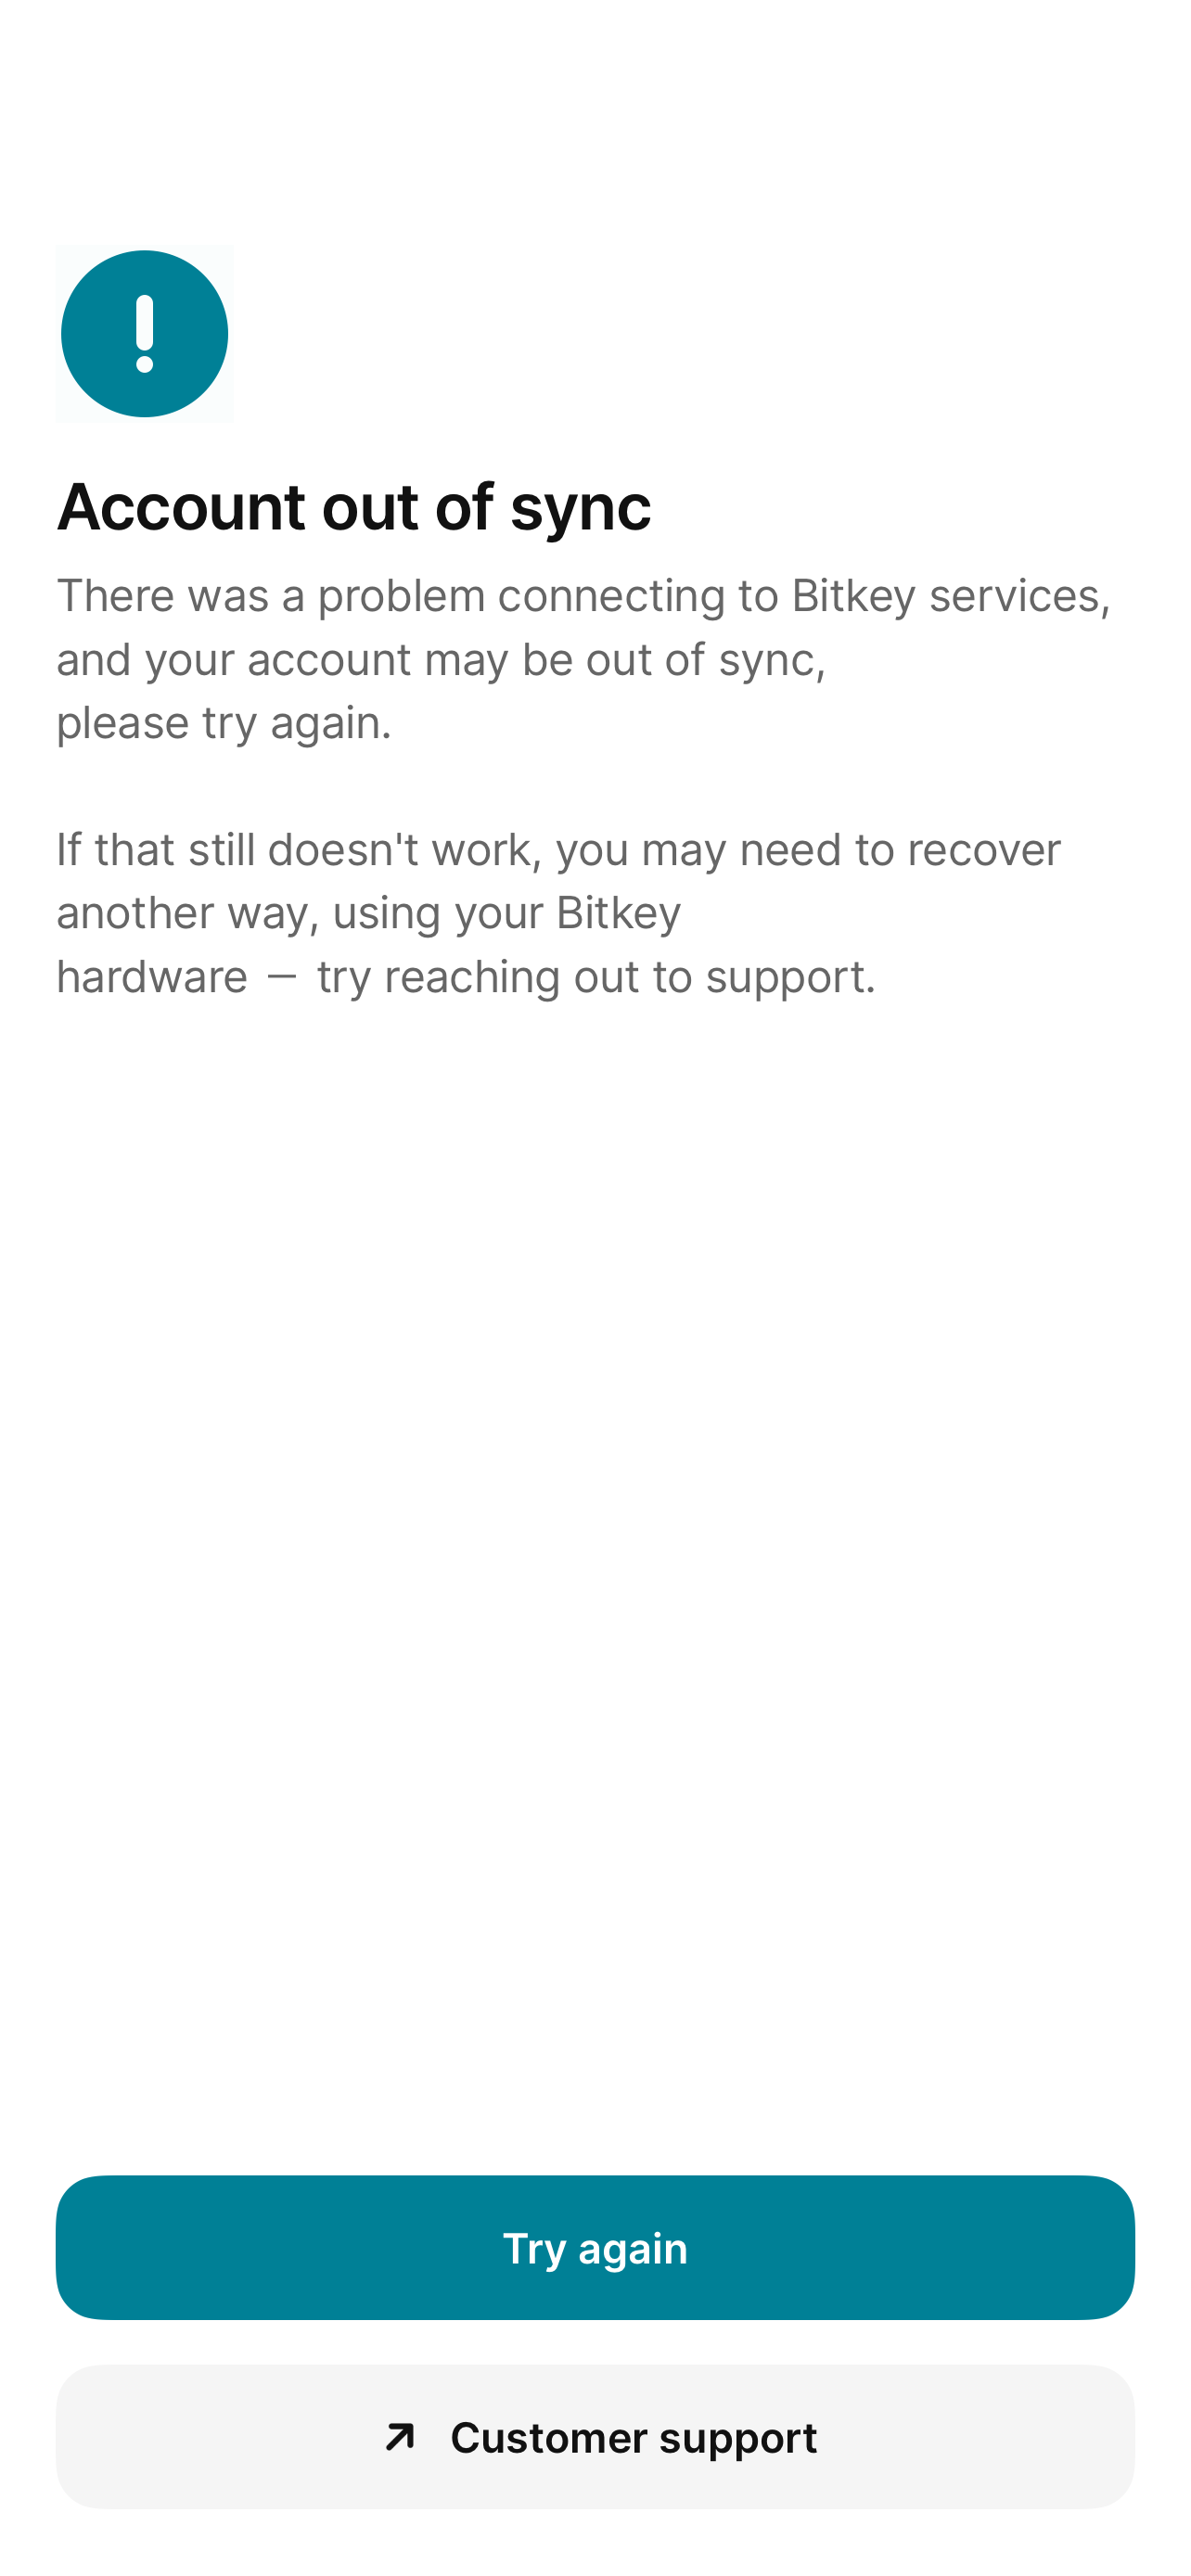 Account out of sync
There was a problem connecting to Bitkey services,
and your account may be out of sync,
please try again.
If that still doesn't work, you may need to recover
another way, using your Bitkey
hardware — try reaching out to support.
Try again
Customer support